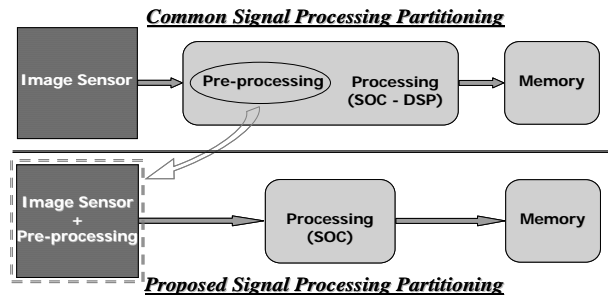 Common Signal Processing Partitioning
Image Sensor
Pre-processing
Processing
(SOC - DSP)
Memory
Image Sensor
+
Pre-processing
Processing
(SOC)
Memory
Proposed Signal Processing Partitioning